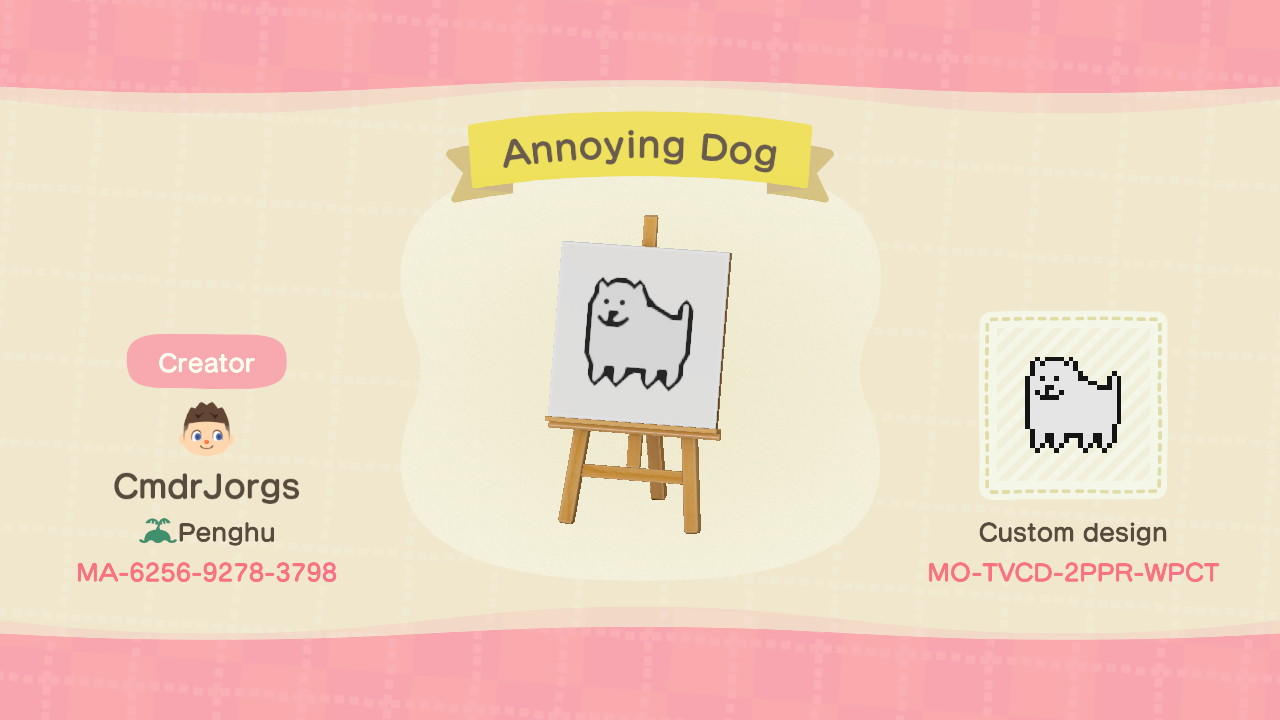 Annoying Dog
Creator
CmdrJorgs
Penghu
MA-6256-9278-3798
Custom design
MO-TVCD-2PPR-WPCT